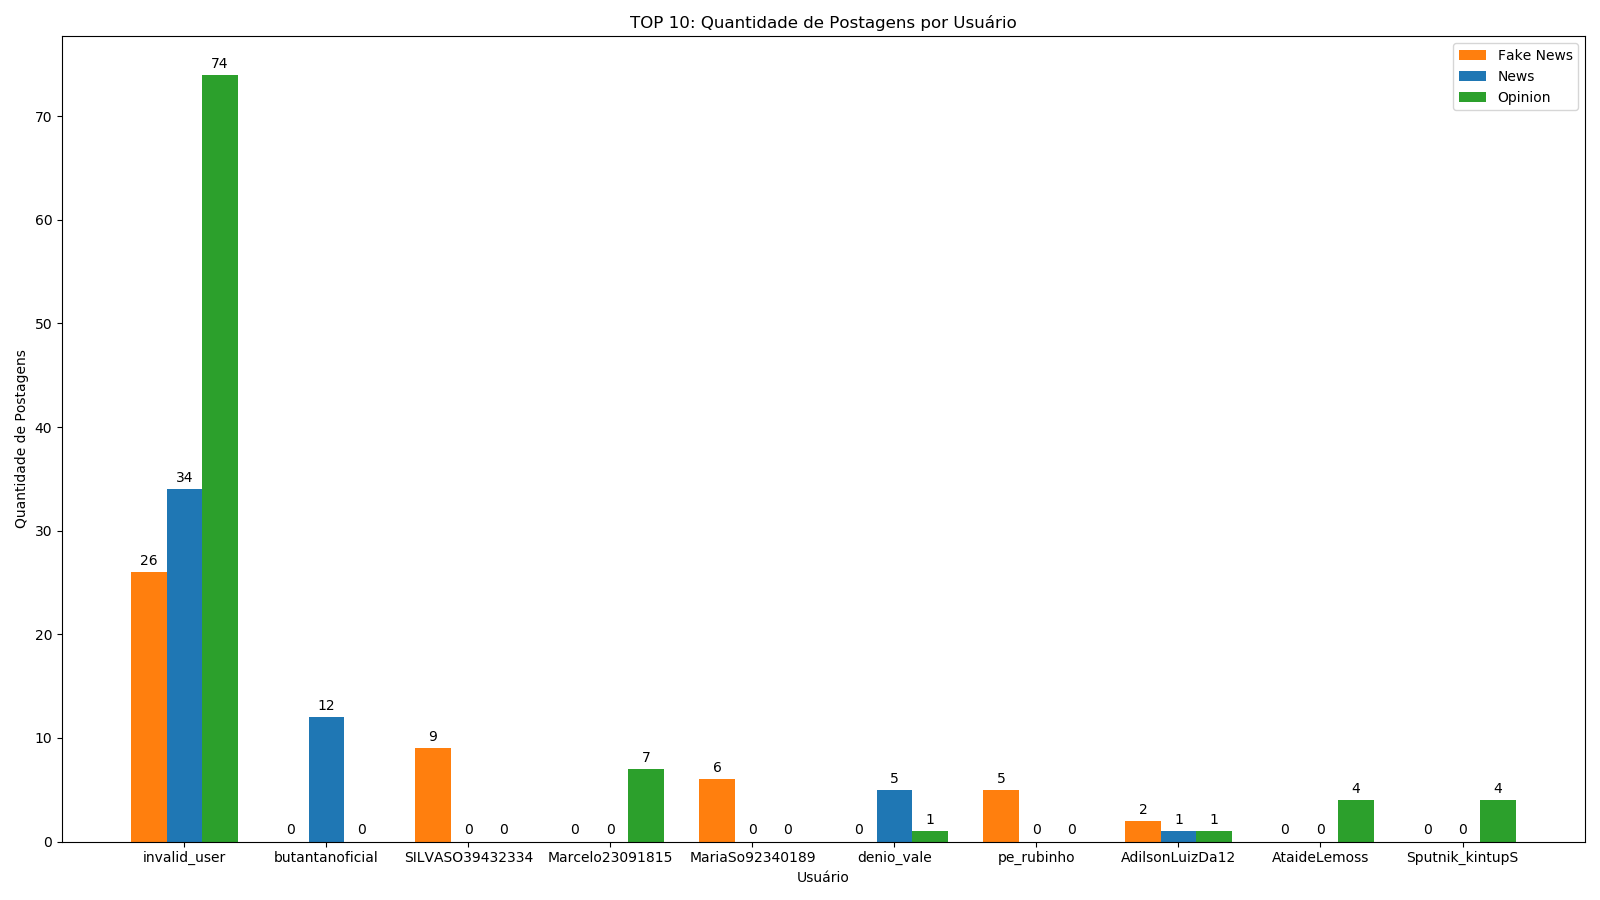 TOP 10: Quantidade de Postagens por Usuário
Fake News
News
Opinion
Quantidade de Postagens
70
60
50
40
30
20
10
0
26
34
74
0
12
0
9
0
0
0
0
7
6
0
0
0
5
1
5
0
0
2
1
1
0
0
4
0
0
4
invalid_user
butantanoficial
SILVASO39432334
Marcelo23091815
MariaSo92340189
denio_vale
pe_rubinho
AdilsonLuizDa12
AtaideLemoss
Sputnik_kintupS
Usuário